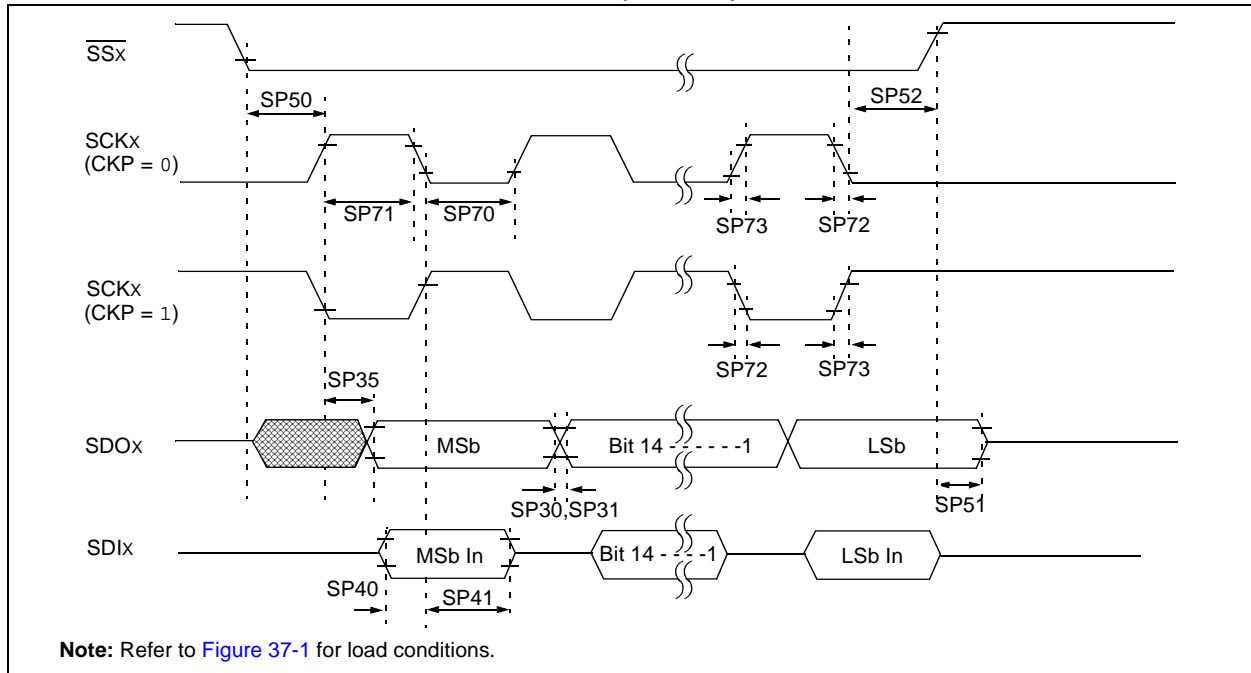 SSX
SP50
SP52
SCKX
(CKP = 0)
SP71
SP70
SP73
SP72
SCKX
(CKP = 1)
SP72
SP73
SP35
SDOX
MSb
Bit 14 - - - - - -1
LSb
SP30,SP31
SP51
SDIX
MSb In
Bit 14 - - - -1
LSb In
SP40
SP41
Note: Refer to Figure 37-1 for load conditions.